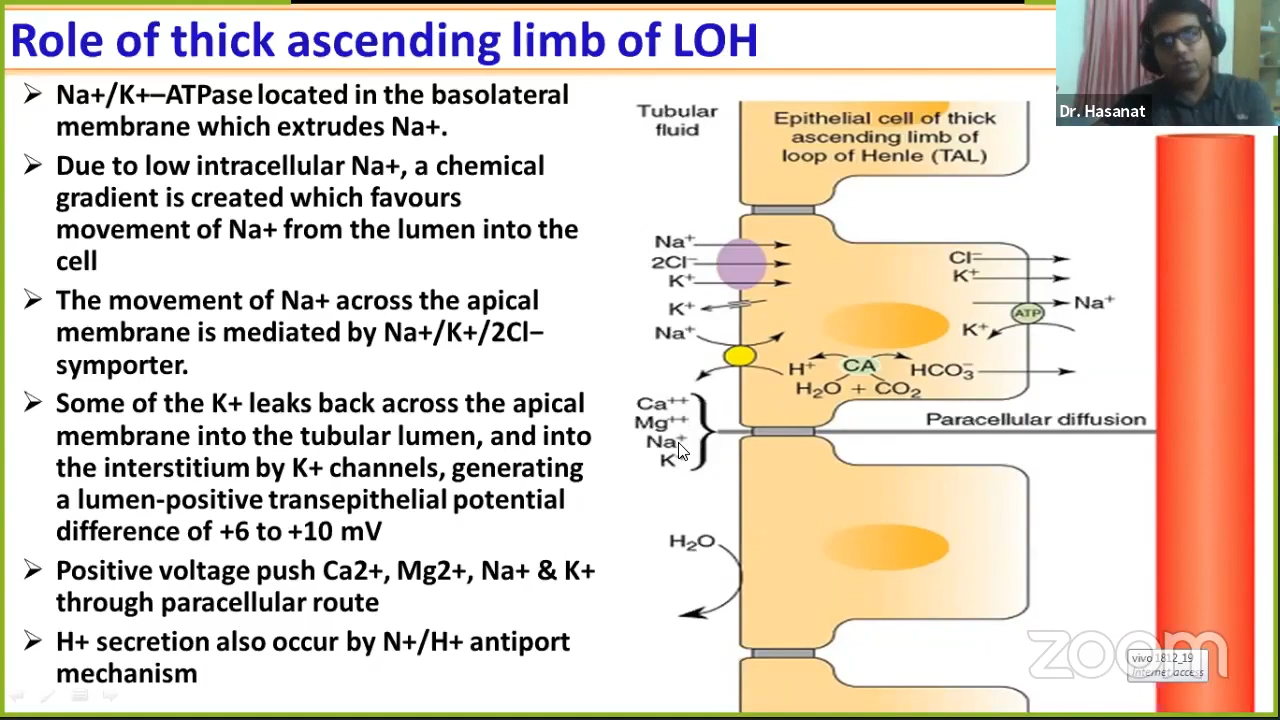 Role of thick ascending limb of LOH
Na+/K+–ATPase located in the basolateral
membrane which extrudes Na+.
Due to low intracellular Na+, a chemical
gradient is created which favours
movement of Na+ from the lumen into the
cell
The movement of Na+ across the apical
membrane is mediated by Na+/K+/2Cl−
symporter.
Some of the K+ leaks back across the apical
membrane into the tubular lumen, and into
the interstitium by K+ channels, generating
a lumen-positive transepithelial potential
difference of +6 to +10 mV
Positive voltage push Ca2+, Mg2+, Na+ & K+
through paracellular route
H+ secretion also occur by N+/H+ antiport
mechanism
Tubular
fluid
Epithelial cell of thick
ascending limb of
loop of Henle (TAL)
Na⁺
2Cl⁻
K⁺
K⁺
Na⁺
Cl⁻
K⁺
Na⁺
ATP
K⁺
H⁺ CA HCO₃⁻
H₂O + CO₂
Ca⁺⁺
Mg⁺⁺
Na⁺
K
Paracellular diffusion
H₂O
Dr. Hasanat
zoom
vivo 1812_19
Internet access